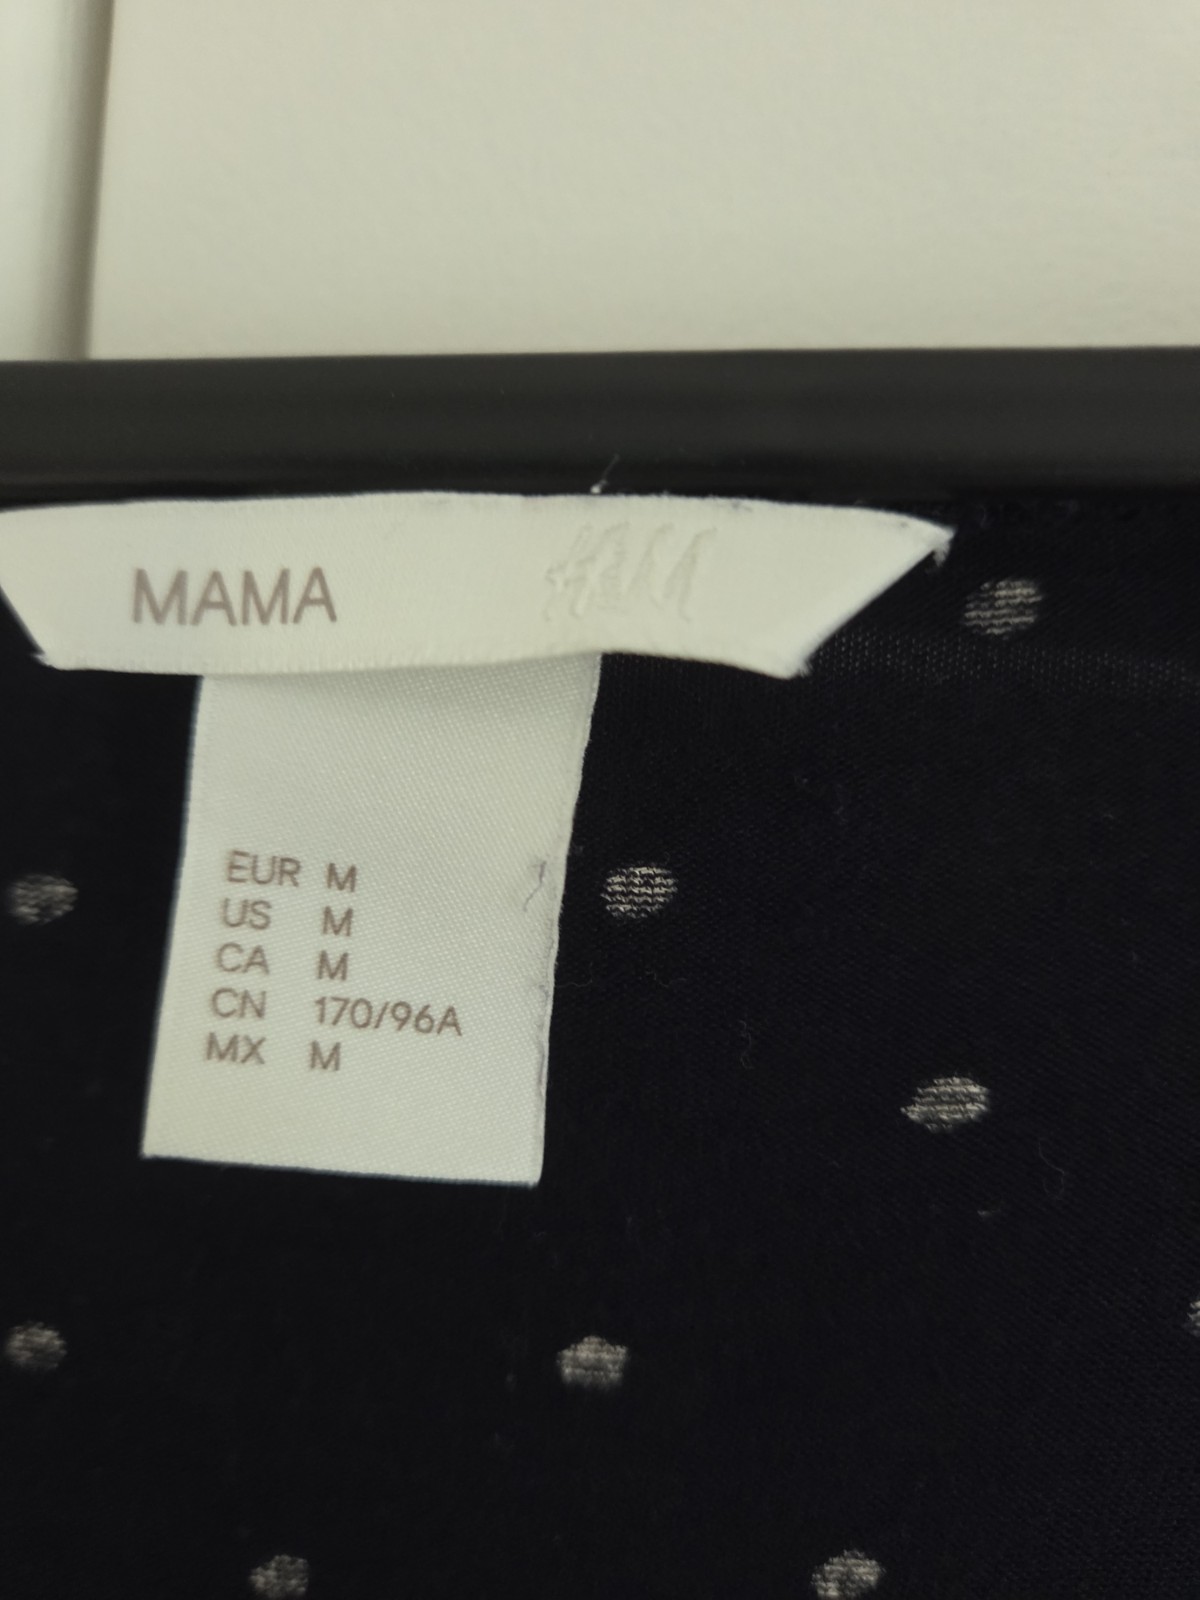 MAMA H&M
EUR M
US M
CA M
CN 170/96A
MX M